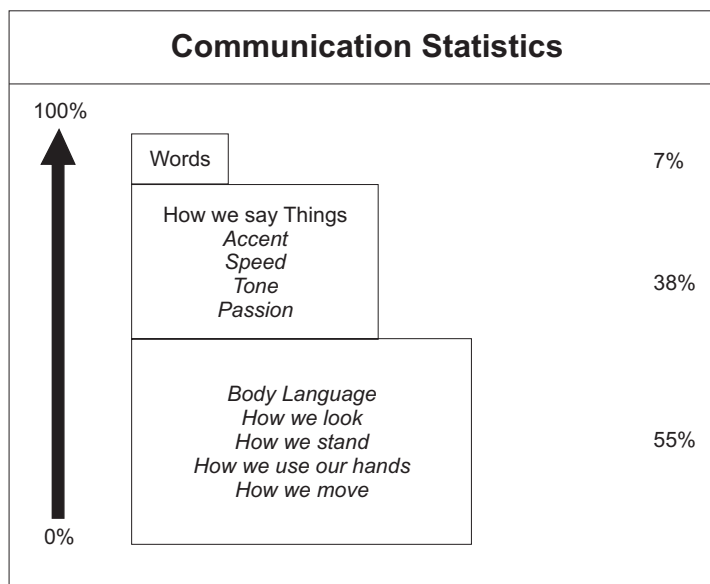 Communication Statistics
100%
Words
7%
How we say Things
Accent
Speed
Tone
Passion
38%
Body Language
How we look
How we stand
How we use our hands
How we move
55%
0%